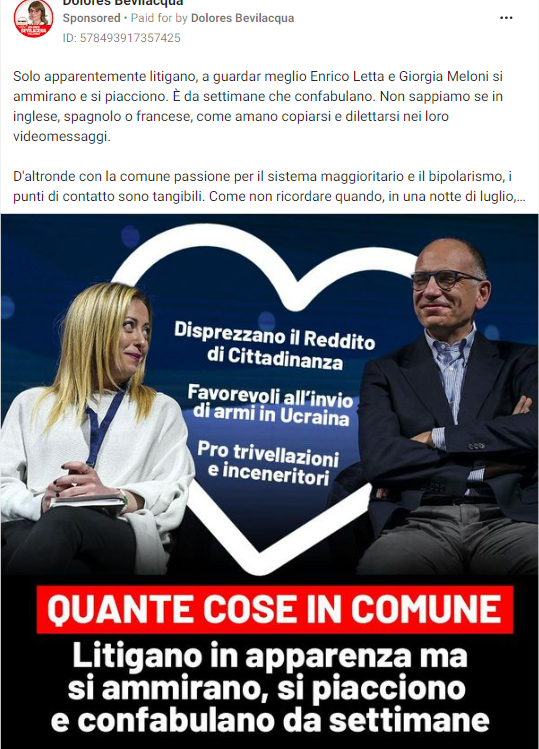 Dolores Bevilacqua
Sponsored • Paid for by Dolores Bevilacqua
ID: 578493917357425
Solo apparentemente litigano, a guardar meglio Enrico Letta e Giorgia Meloni si
ammirano e si piacciono. È da settimane che confabulano. Non sappiamo se in
inglese, spagnolo o francese, come amano copiarsi e dilettarsi nei loro
videomessaggi.
D'altronde con la comune passione per il sistema maggioritario e il bipolarismo, i
punti di contatto sono tangibili. Come non ricordare quando, in una notte di luglio,...
Disprezzano il Reddito
di Cittadinanza
Favorevoli all'invio
di armi in Ucraina
Pro trivellazioni
e inceneritori
QUANTE COSE IN COMUNE
Litigano in apparenza ma
si ammirano, si piacciono
e confabulano da settimane